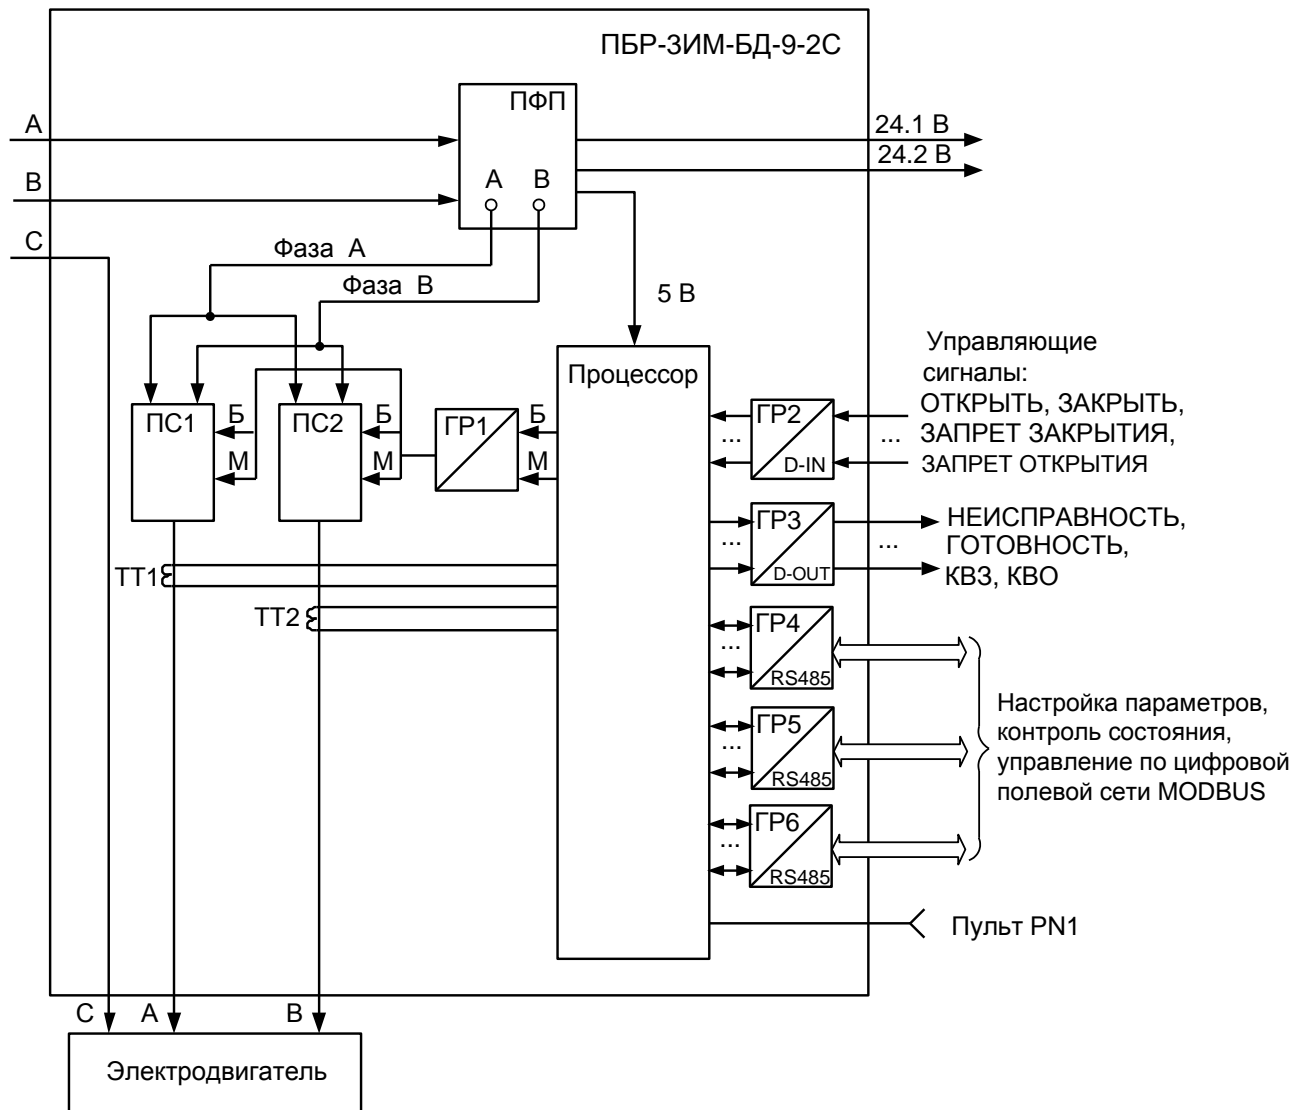 ПБР-3ИМ-БД-9-2С
ПФП
А
24.1 В
24.2 В
В
А В
С
Фаза А
Фаза В
5 В
Управляющие
сигналы:
ОТКРЫТЬ, ЗАКРЫТЬ,
ЗАПРЕТ ЗАКРЫТИЯ,
ЗАПРЕТ ОТКРЫТИЯ
Процессор
ПС1
Б
М
ПС2
Б
М
ГР1
Б
М
ГР2
D-IN
...
...
ГР3
D-OUT
...
...
НЕИСПРАВНОСТЬ,
ГОТОВНОСТЬ,
КВЗ, КВО
ТТ1
ТТ2
ГР4
RS485
...
ГР5
RS485
...
ГР6
RS485
...
Настройка параметров,
контроль состояния,
управление по цифровой
полевой сети MODBUS
Пульт PN1
С А В
Электродвигатель